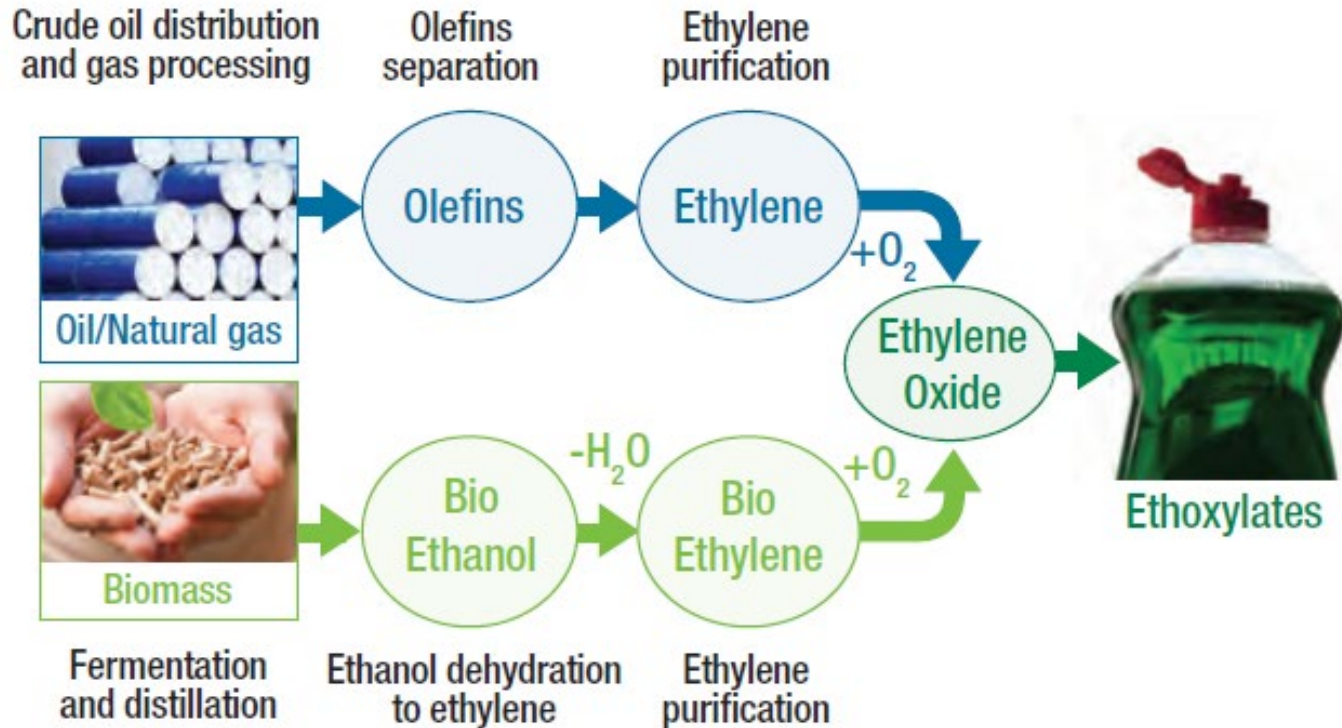 Crude oil distribution
and gas processing
Olefins
separation
Ethylene
purification
Oil/Natural gas
Olefins
Ethylene
+O₂
Ethylene
Oxide
Biomass
Bio
Ethanol
-H₂O
Bio
Ethylene
+O₂
Ethoxylates
Fermentation
and distillation
Ethanol dehydration
to ethylene
Ethylene
purification